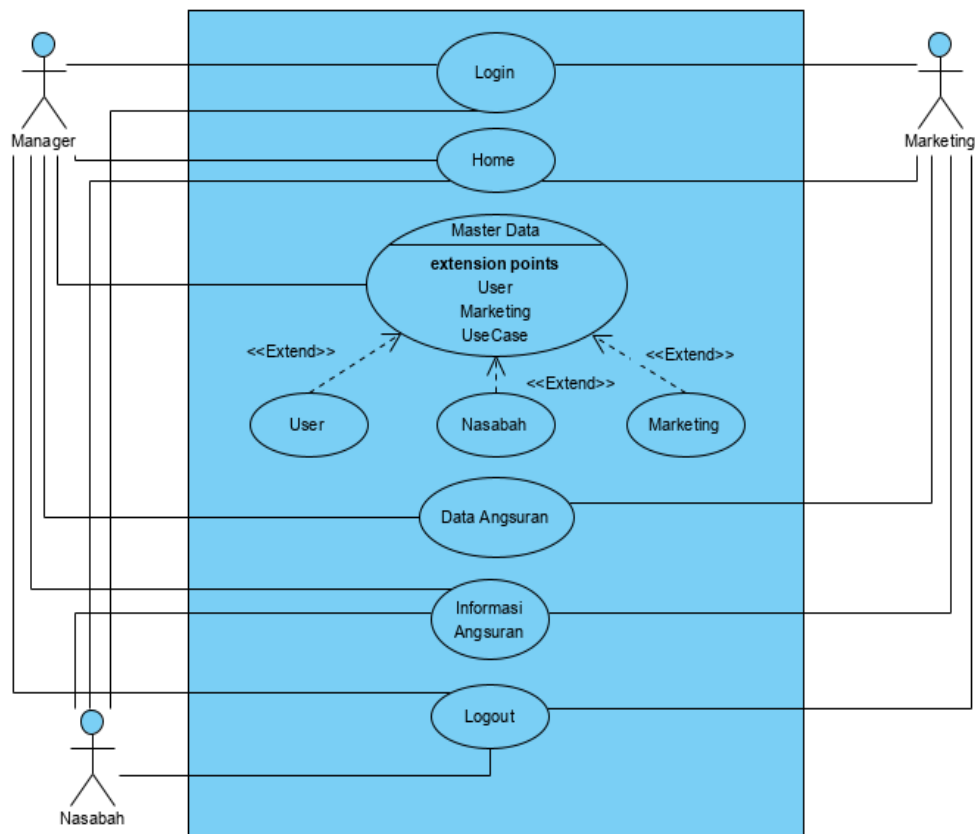 Login
Manager
Marketing
Home
Master Data
extension points
User
Marketing
UseCase
<<Extend>>
<<Extend>>
<<Extend>>
User
Nasabah
Marketing
Data Angsuran
Informasi
Angsuran
Logout
Nasabah